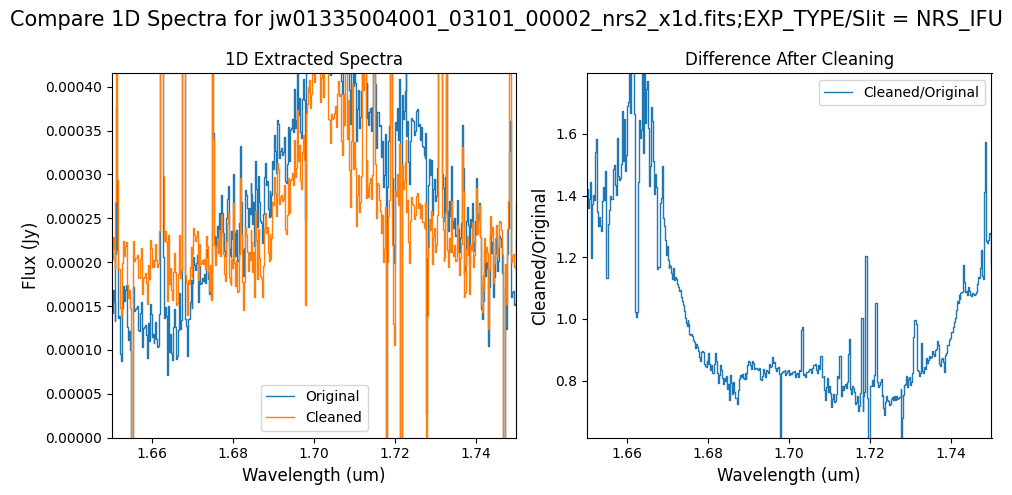 Compare 1D Spectra for jw01335004001_03101_00002_nrs2_x1d.fits;EXP_TYPE/Slit = NRS_IFU
1D Extracted Spectra
Flux (Jy)
0.00040
0.00035
0.00030
0.00025
0.00020
0.00015
0.00010
0.00005
0.00000
Original
Cleaned
1.66 1.68 1.70 1.72 1.74
Wavelength (um)
Difference After Cleaning
Cleaned/Original
Cleaned/Original
1.6
1.4
1.2
1.0
0.8
1.66 1.68 1.70 1.72 1.74
Wavelength (um)